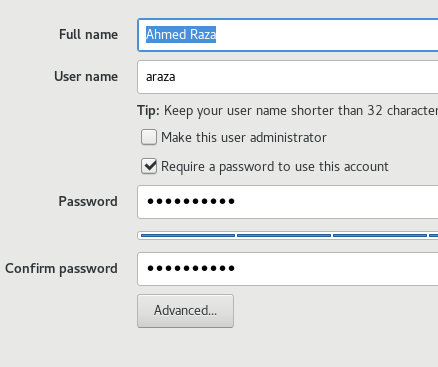 Full name Ahmed Raza
User name araza
Tip: Keep your user name shorter than 32 character
Make this user administrator
Require a password to use this account
Password ●●●●●●●●●●
Confirm password ●●●●●●●●●●
Advanced...